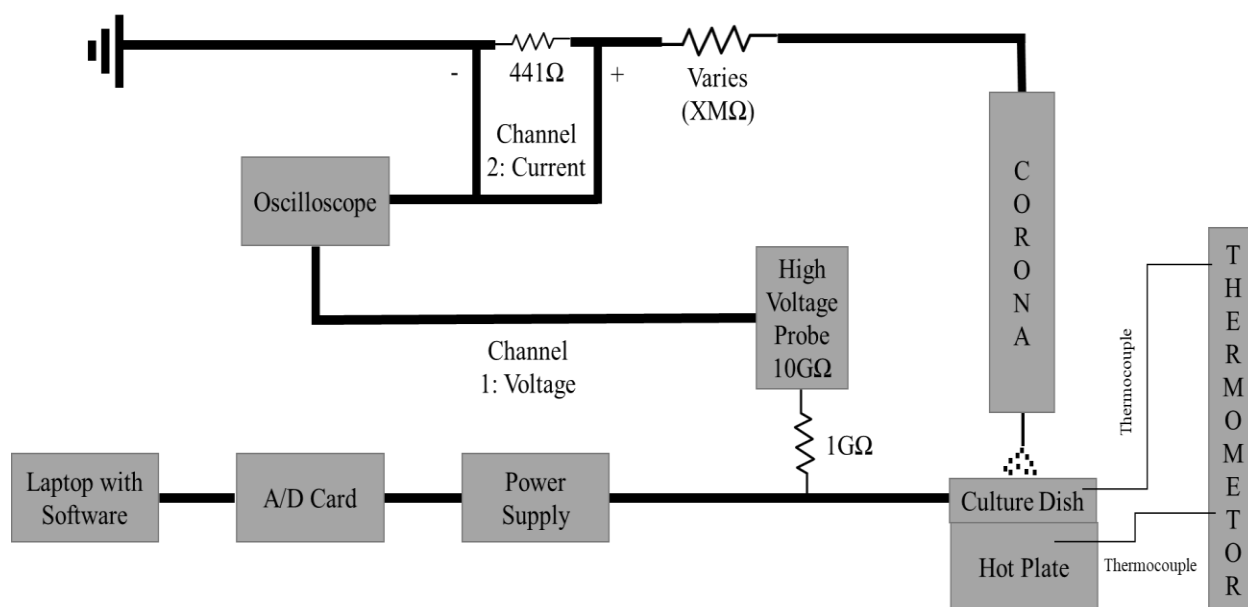 -
441Ω
+
Varies
(XMΩ)
Channel
2: Current
Oscilloscope
C
O
R
O
N
A
High
Voltage
Probe
10GΩ
Channel
1: Voltage
1GΩ
Laptop with
Software
A/D Card
Power
Supply
Culture Dish
Hot Plate
Thermocouple
Thermocouple
T
H
E
R
M
O
M
E
T
O
R